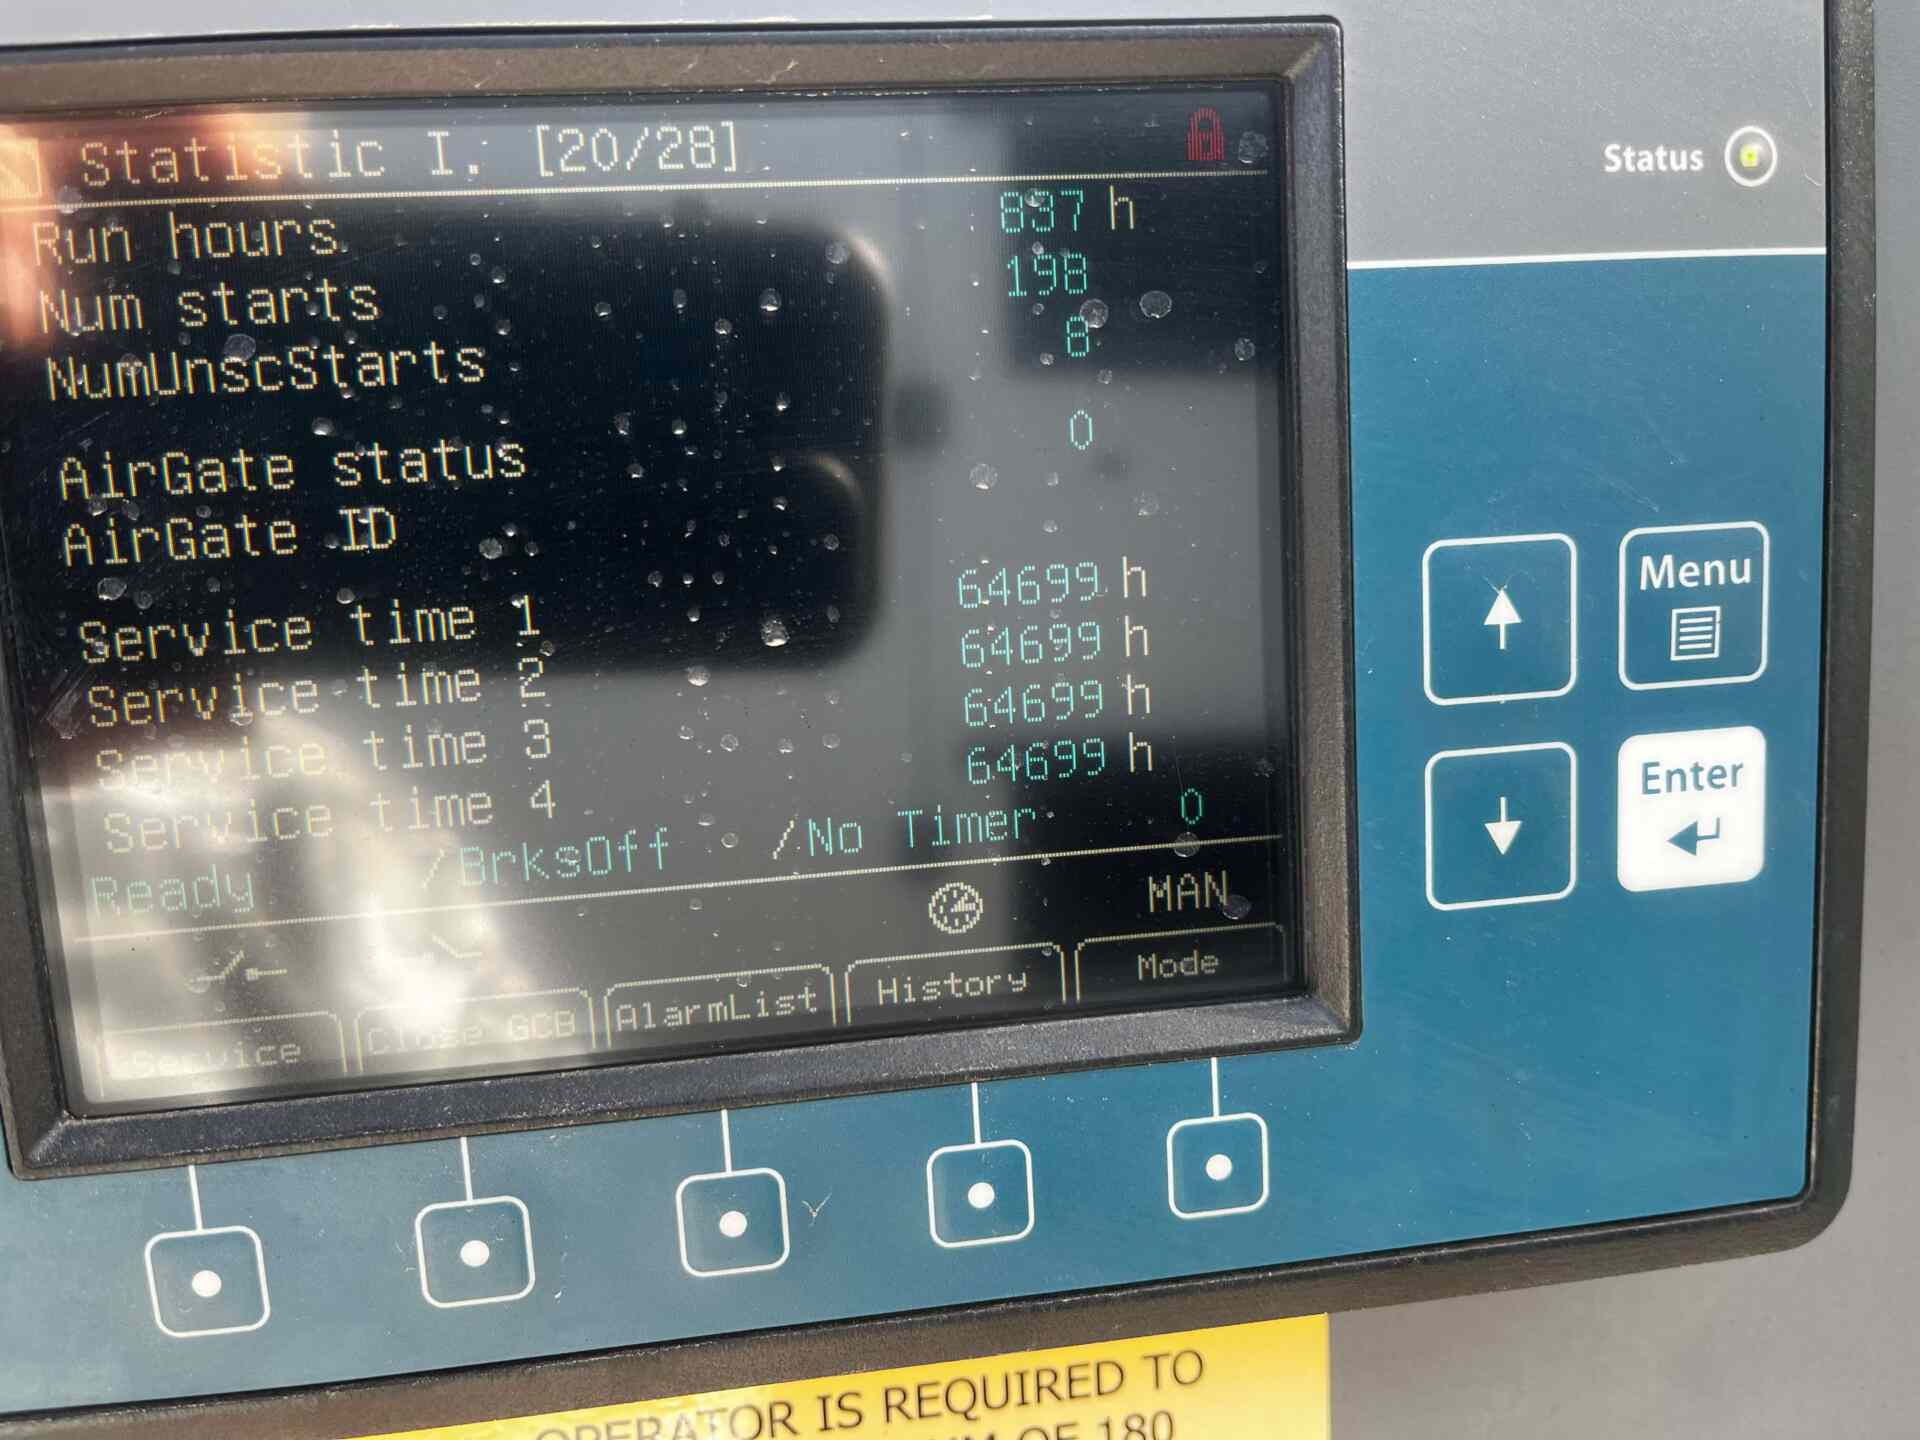 Statistic I. [20/28]
Run hours 837 h
Num starts 198
NumUnscStarts 8
AirGate status 0
AirGate ID
Service time 1 64699 h
Service time 2 64699 h
Service time 3 64699 h
Service time 4 64699 h
Ready /BrksOff /No Timer 0
MAN
Service Close GCB AlarmList History Mode
Status
Menu
Enter
OPERATOR IS REQUIRED TO
OF 180